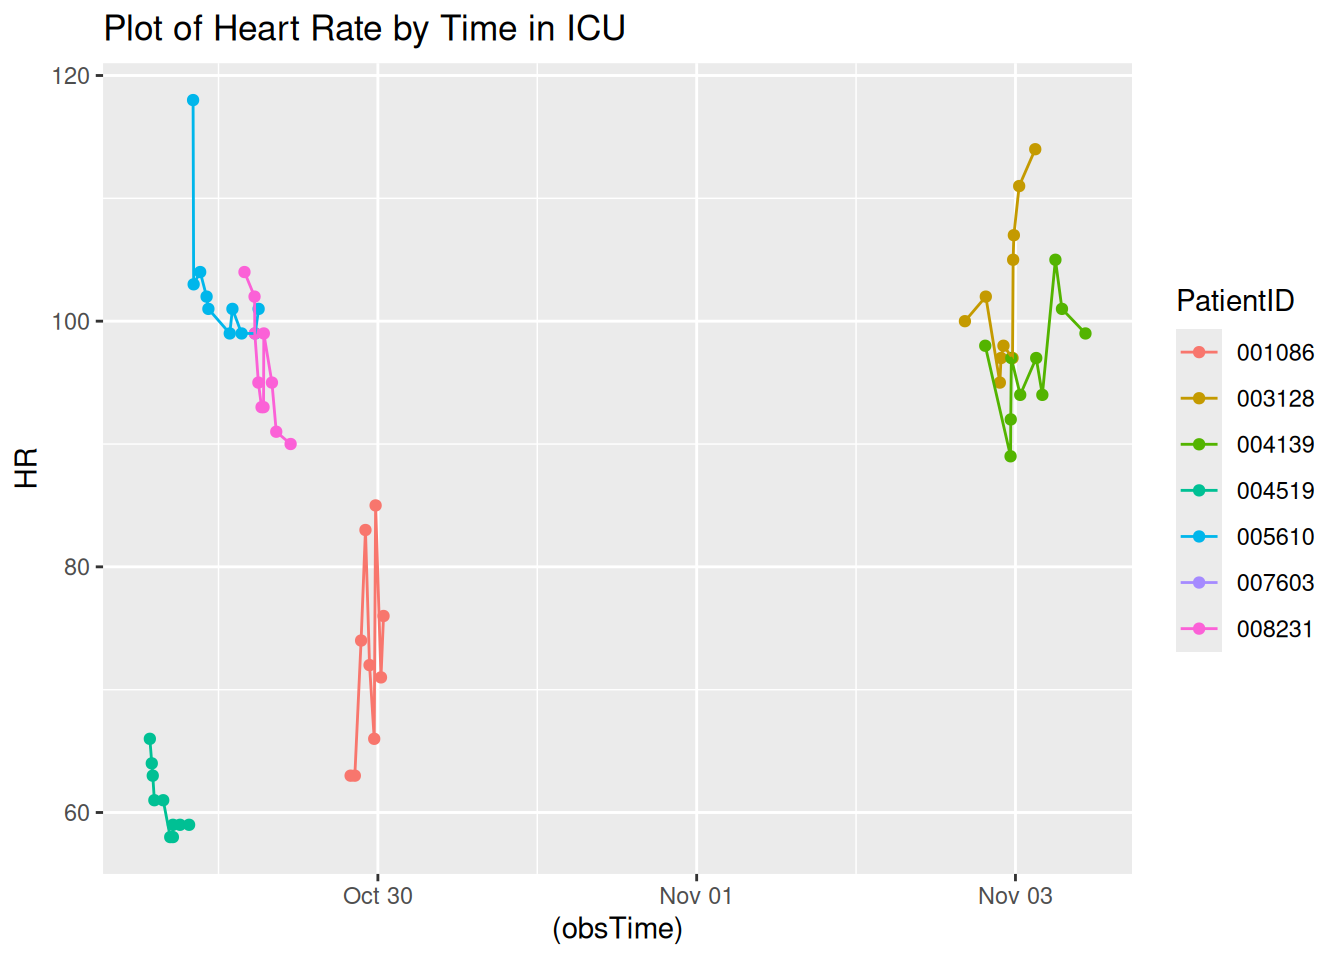 Plot of Heart Rate by Time in ICU
120
100
80
60
HR
Oct 30
Nov 01
Nov 03
(obsTime)
PatientID
001086
003128
004139
004519
005610
007603
008231